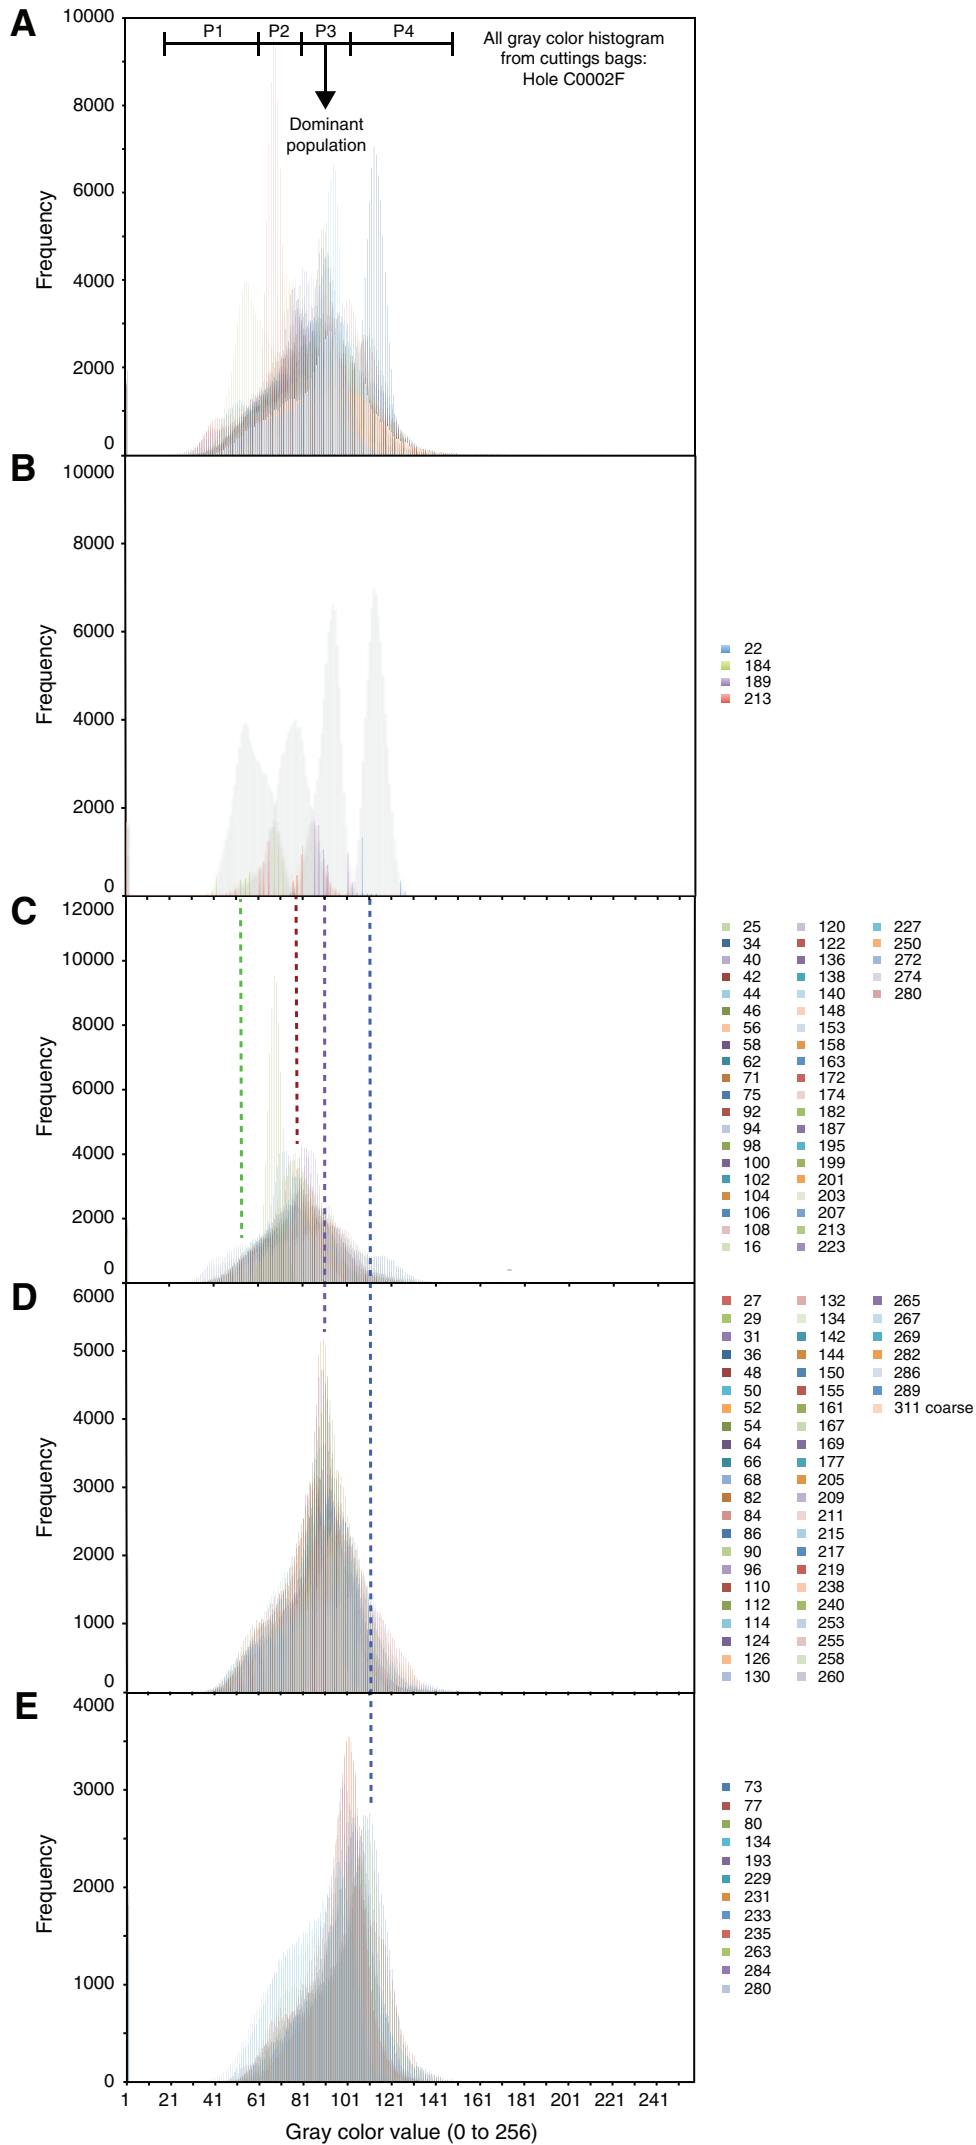 A
10000
P1 P2 P3 P4
All gray color histogram
from cuttings bags:
Hole C0002F
8000
Dominant
population
6000
Frequency
4000
2000
0
B
10000
8000
6000
Frequency
4000
2000
0
22
184
189
213
C
12000
10000
8000
6000
Frequency
4000
2000
0
25 120 227
34 122 250
40 136 272
42 138 274
44 140 280
46 148
56 153
58 158
62 163
71 172
75 174
92 182
94 187
98 195
100 199
102 201
104 203
106 207
108 213
16 223
D
6000
5000
4000
Frequency
3000
2000
1000
0
27 132 265
29 134 267
31 142 269
36 144 282
48 150 286
50 155 289
52 161 311 coarse
54 167
64 169
66 177
68 205
82 209
84 211
86 215
90 217
96 219
110 238
112 240
114 253
124 255
126 258
130 260
E
4000
3000
Frequency
2000
1000
0
73
77
80
134
193
229
231
233
235
263
284
280
1 21 41 61 81 101 121 141 161 181 201 221 241
Gray color value (0 to 256)